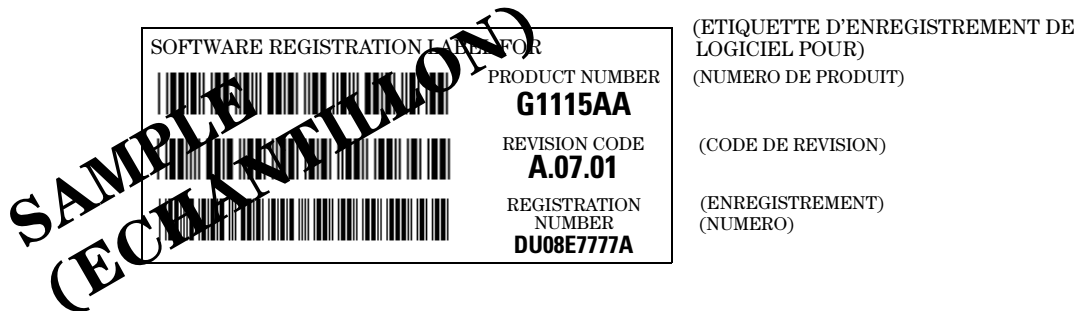 SOFTWARE REGISTRATION LABEL FOR
(ETIQUETTE D'ENREGISTREMENT DE
LOGICIEL POUR)
PRODUCT NUMBER
(NUMERO DE PRODUIT)
G1115AA
REVISION CODE
(CODE DE REVISION)
A.07.01
REGISTRATION
(ENREGISTREMENT)
NUMBER
(NUMERO)
DU08E7777A
SAMPLE
(ECHANTILLON)